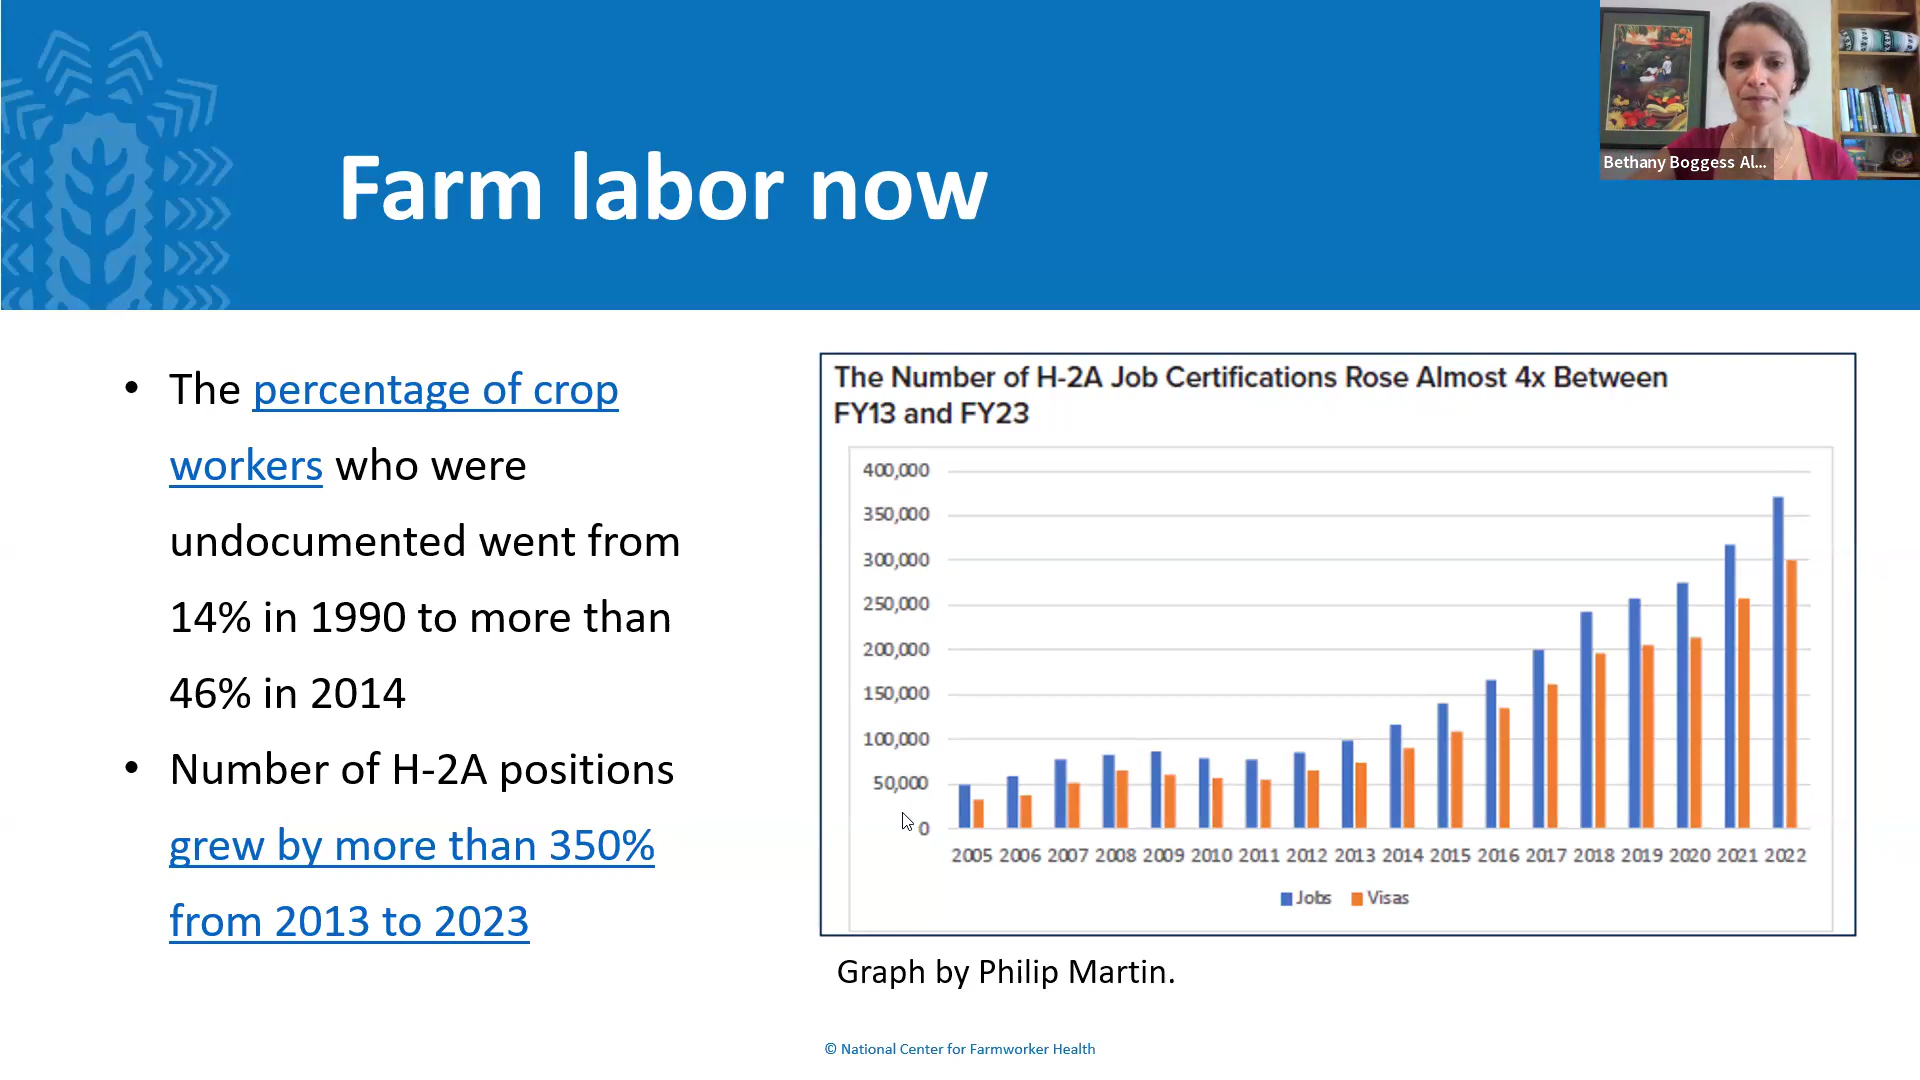 Bethany Boggess Al...
Farm labor now
• The percentage of crop
workers who were
undocumented went from
14% in 1990 to more than
46% in 2014
• Number of H-2A positions
grew by more than 350%
from 2013 to 2023
The Number of H-2A Job Certifications Rose Almost 4x Between
FY13 and FY23
400,000
350,000
300,000
250,000
200,000
150,000
100,000
50,000
0
2005 2006 2007 2008 2009 2010 2011 2012 2013 2014 2015 2016 2017 2018 2019 2020 2021 2022
Jobs Visas
Graph by Philip Martin.
© National Center for Farmworker Health